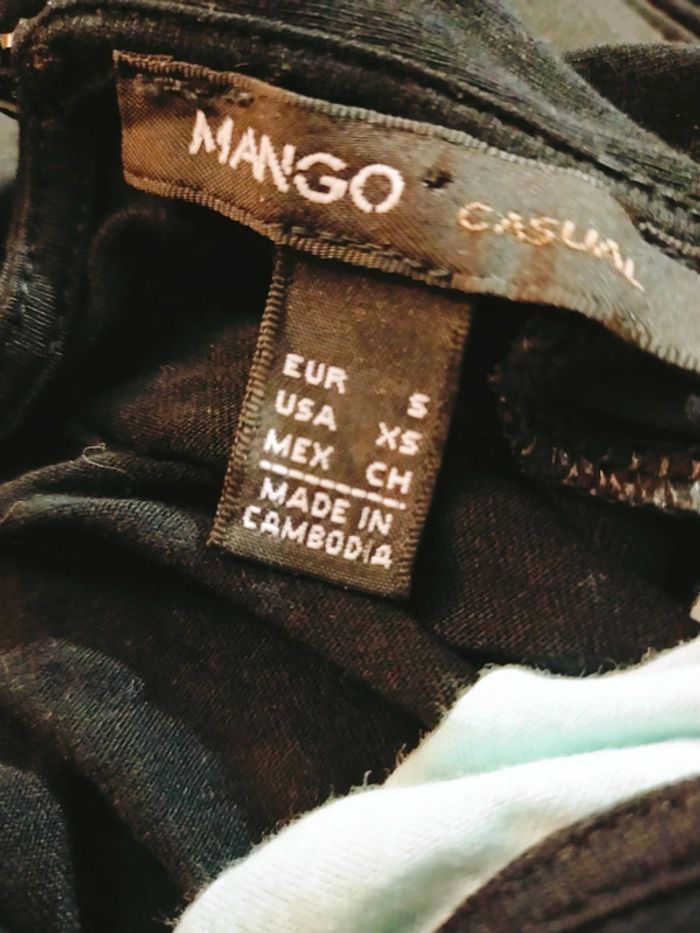 MANGO CASUAL
EUR S
USA XS
MEX CH
MADE IN
CAMBODIA